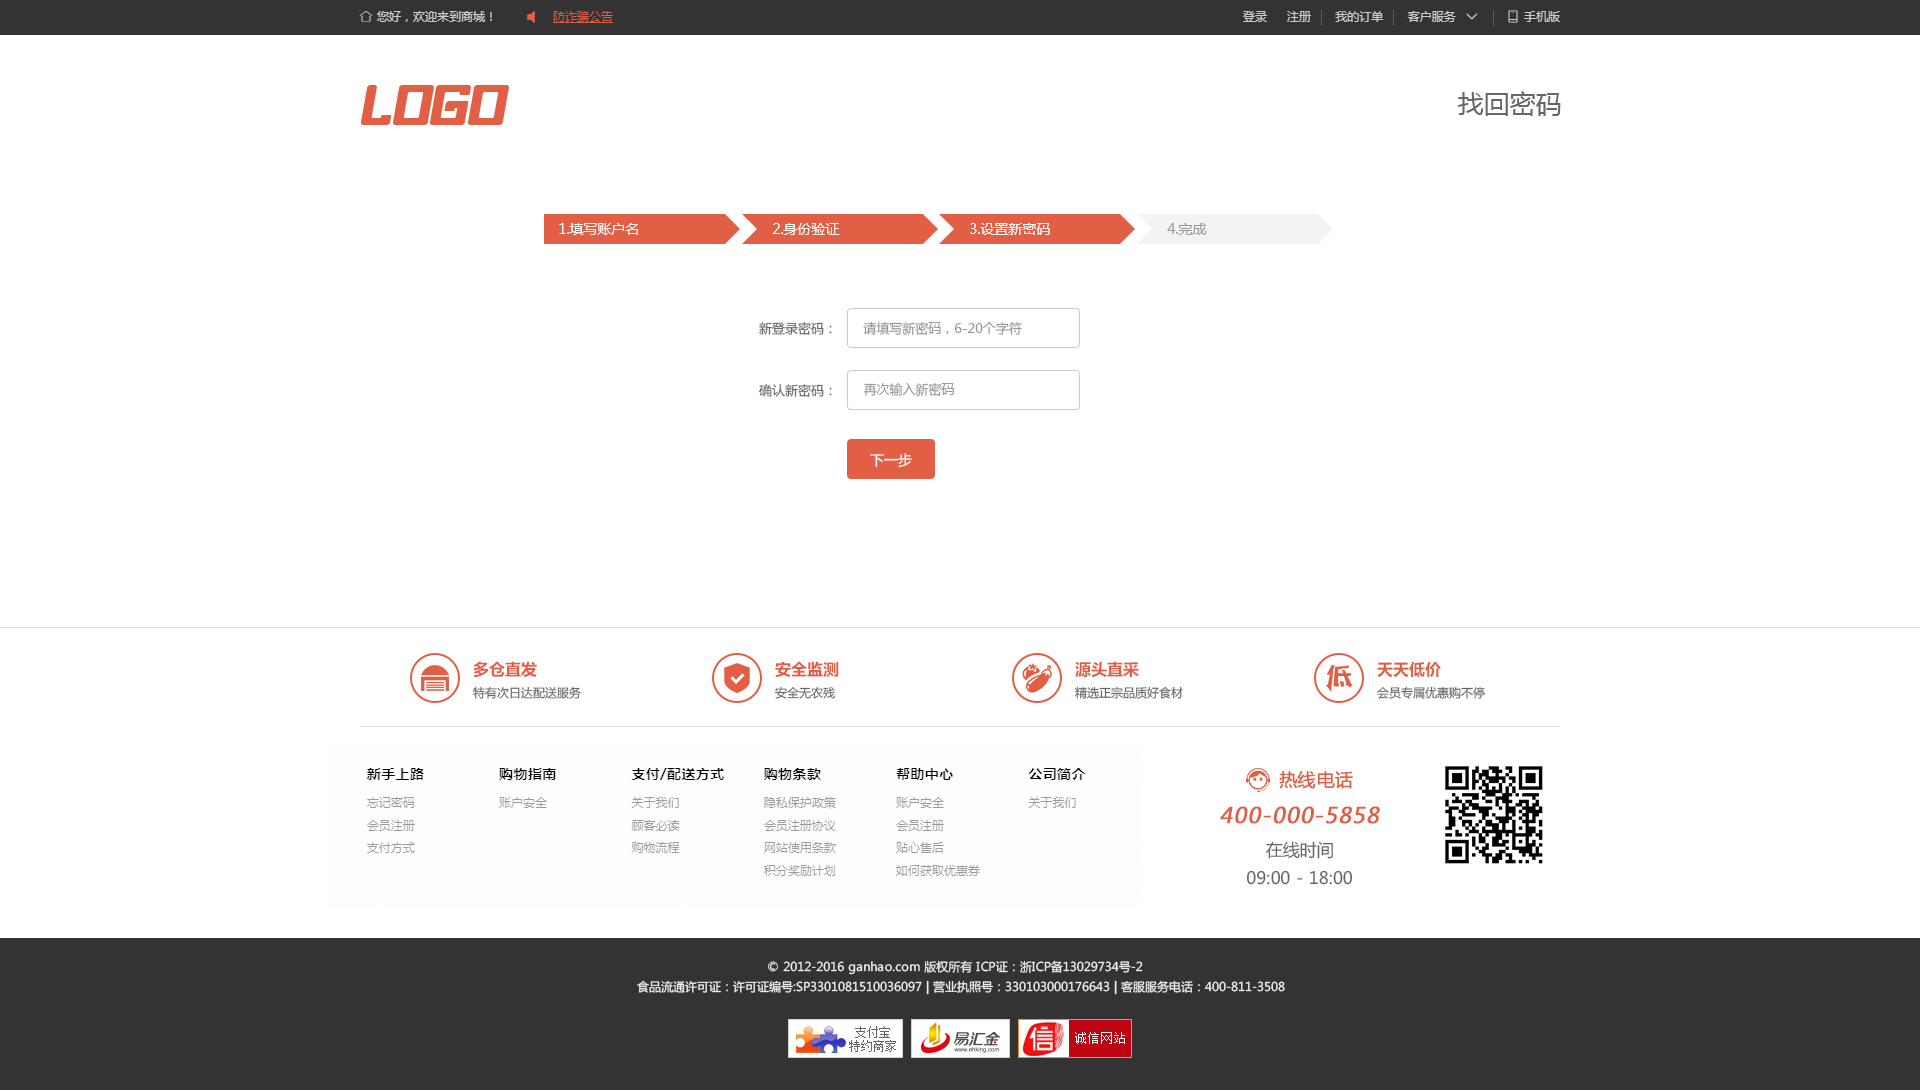 您好，欢迎来到商城！ 防诈骗公告 登录 注册 我的订单 客户服务 手机版
LOGO
找回密码
1.填写账户名 2.身份验证 3.设置新密码 4.完成
新登录密码： 请填写新密码，6-20个字符
确认新密码： 再次输入新密码
下一步
多仓直发
特有次日达配送服务
安全监测
安全无农残
源头直采
精选正宗品质好食材
低
天天低价
会员专属优惠购不停
新手上路
忘记密码
会员注册
支付方式
购物指南
账户安全
支付/配送方式
关于我们
顾客必读
购物流程
购物条款
隐私保护政策
会员注册协议
网站使用条款
积分奖励计划
帮助中心
账户安全
会员注册
贴心售后
如何获取优惠券
公司简介
关于我们
热线电话
400-000-5858
在线时间
09:00 - 18:00
© 2012-2016 ganhao.com 版权所有 ICP证：浙ICP备13029734号-2
食品流通许可证：许可证编号:SP3301081510036097 | 营业执照号：330103000176643 | 客服服务电话：400-811-3508
支付宝
特约商家
易汇金
www.ehking.com
信 诚信网站